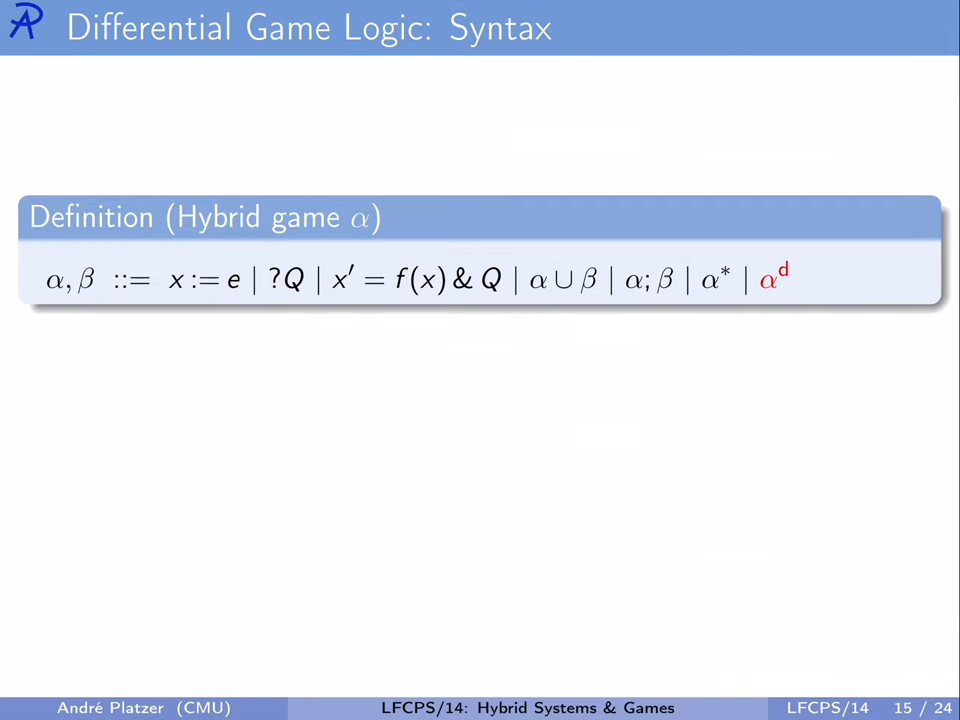 Differential Game Logic: Syntax
Definition (Hybrid game α)
α, β ::= x := e | ?Q | x′ = f(x) & Q | α ∪ β | α; β | α* | αᵈ
André Platzer (CMU) LFCPS/14: Hybrid Systems & Games LFCPS/14 15 / 24